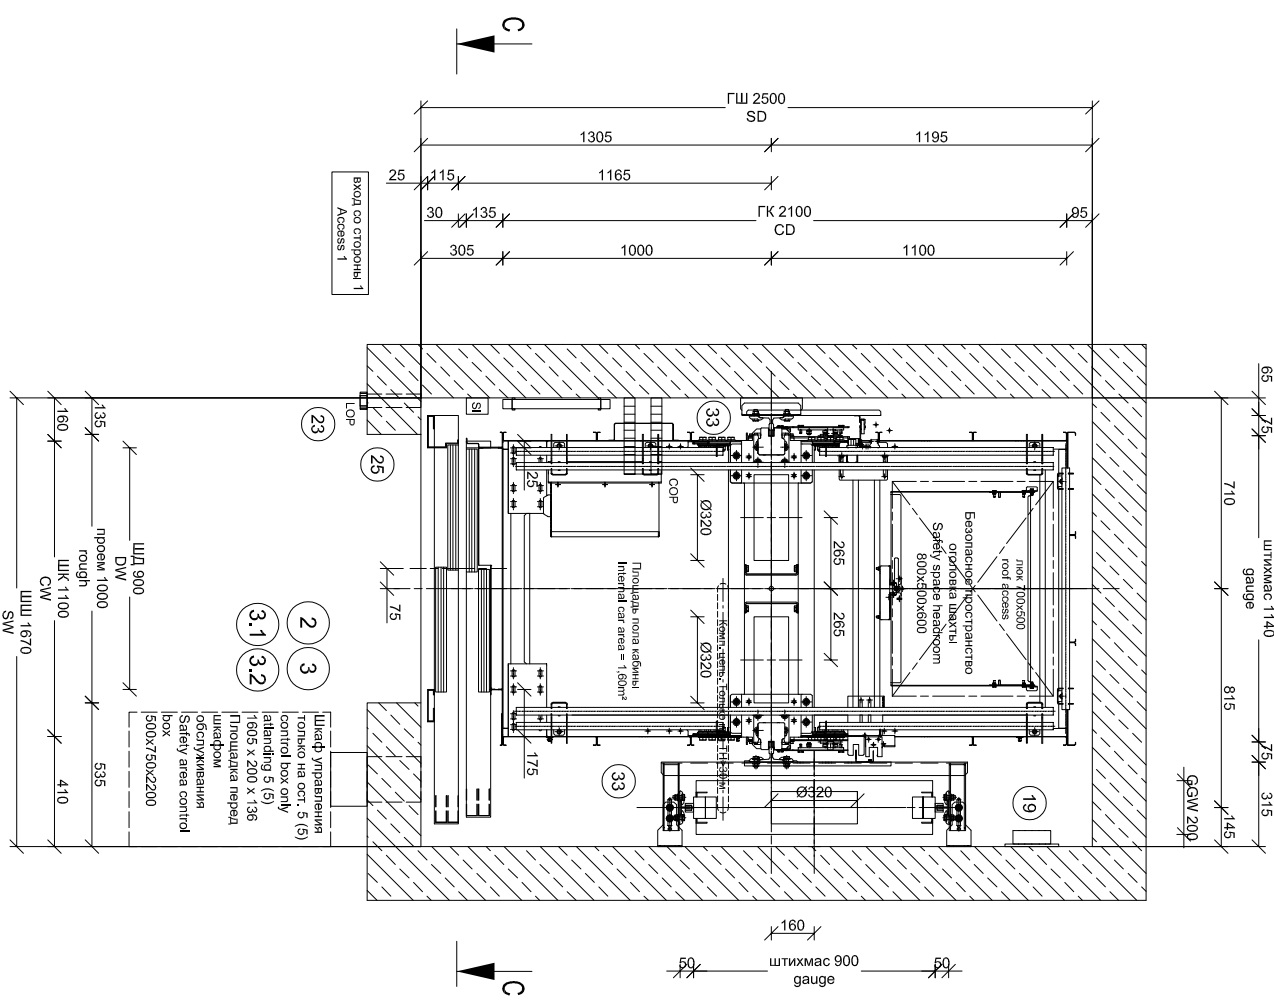 C
ГШ 2500
SD
1305
1195
25
115
1165
30
135
ГК 2100
CD
95
305
1000
1100
вход со стороны 1
Access 1
65
75
710
штихмас 1140
gauge
815
75
GGW 200
315
145
LOP
23
25
SI
33
25
COP
Ø320
265
люк 700x500
roof access
Безопасное пространство
оголовка шахты
Safety space headroom
800x500x600
Площадь пола кабины
Internal car area = 1,60m²
265
Ø320
175
33
Ø320
19
135
160
ШД 900
DW
проем 1000
rough
ШК 1100
CW
ШШ 1670
SW
75
2
3
3.1
3.2
535
410
Шкаф управления
только на ост. 5 (5)
control box only
atlanding 5 (5)
1605 x 200 x 136
Площадка перед
шкафом
обслуживания
Safety area control
box
500x750x2200
160
50
штихмас 900
gauge
50
C